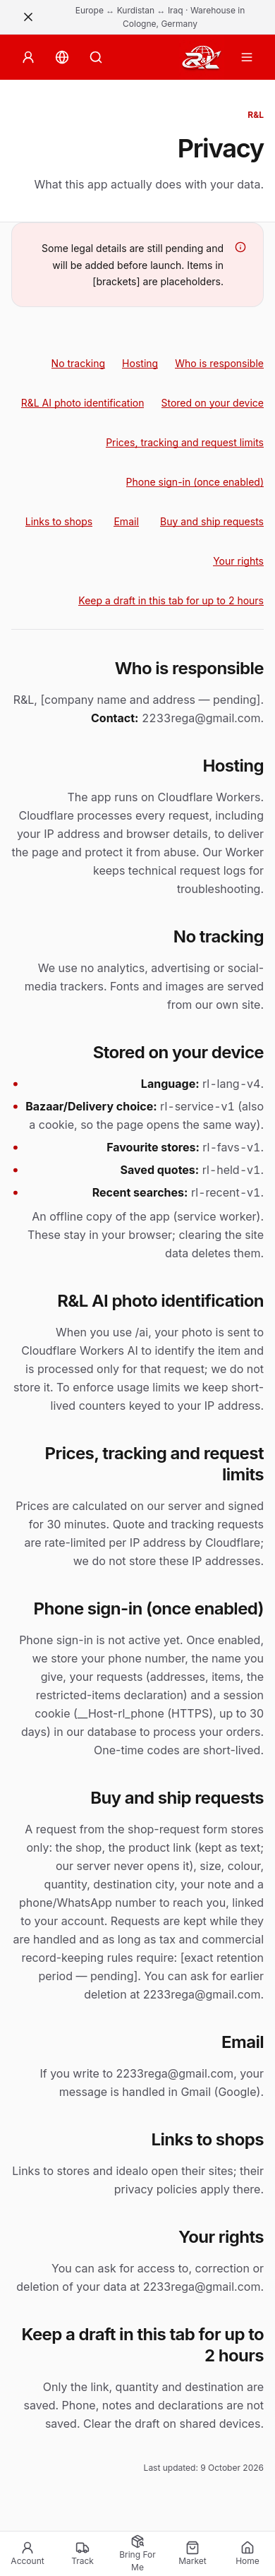 Europe ↔ Kurdistan ↔ Iraq · Warehouse in
Cologne, Germany
R&L
R&L
Privacy
What this app actually does with your data.
Some legal details are still pending and
will be added before launch. Items in
[brackets] are placeholders.
No tracking Hosting Who is responsible
R&L AI photo identification Stored on your device
Prices, tracking and request limits
Phone sign-in (once enabled)
Links to shops Email Buy and ship requests
Your rights
Keep a draft in this tab for up to 2 hours
Who is responsible
R&L, [company name and address — pending].
Contact: 2233rega@gmail.com.
Hosting
The app runs on Cloudflare Workers.
Cloudflare processes every request, including
your IP address and browser details, to deliver
the page and protect it from abuse. Our Worker
keeps technical request logs for
troubleshooting.
No tracking
We use no analytics, advertising or social-
media trackers. Fonts and images are served
from our own site.
Stored on your device
Language: rl-lang-v4.
Bazaar/Delivery choice: rl-service-v1 (also
a cookie, so the page opens the same way).
Favourite stores: rl-favs-v1.
Saved quotes: rl-held-v1.
Recent searches: rl-recent-v1.
An offline copy of the app (service worker).
These stay in your browser; clearing the site
data deletes them.
R&L AI photo identification
When you use /ai, your photo is sent to
Cloudflare Workers AI to identify the item and
is processed only for that request; we do not
store it. To enforce usage limits we keep short-
lived counters keyed to your IP address.
Prices, tracking and request
limits
Prices are calculated on our server and signed
for 30 minutes. Quote and tracking requests
are rate-limited per IP address by Cloudflare;
we do not store these IP addresses.
Phone sign-in (once enabled)
Phone sign-in is not active yet. Once enabled,
we store your phone number, the name you
give, your requests (addresses, items, the
restricted-items declaration) and a session
cookie (__Host-rl_phone (HTTPS), up to 30
days) in our database to process your orders.
One-time codes are short-lived.
Buy and ship requests
A request from the shop-request form stores
only: the shop, the product link (kept as text;
our server never opens it), size, colour,
quantity, destination city, your note and a
phone/WhatsApp number to reach you, linked
to your account. Requests are kept while they
are handled and as long as tax and commercial
record-keeping rules require: [exact retention
period — pending]. You can ask for earlier
deletion at 2233rega@gmail.com.
Email
If you write to 2233rega@gmail.com, your
message is handled in Gmail (Google).
Links to shops
Links to stores and idealo open their sites; their
privacy policies apply there.
Your rights
You can ask for access to, correction or
deletion of your data at 2233rega@gmail.com.
Keep a draft in this tab for up to
2 hours
Only the link, quantity and destination are
saved. Phone, notes and declarations are not
saved. Clear the draft on shared devices.
Last updated: 9 October 2026
Account Track Bring For Me Market Home